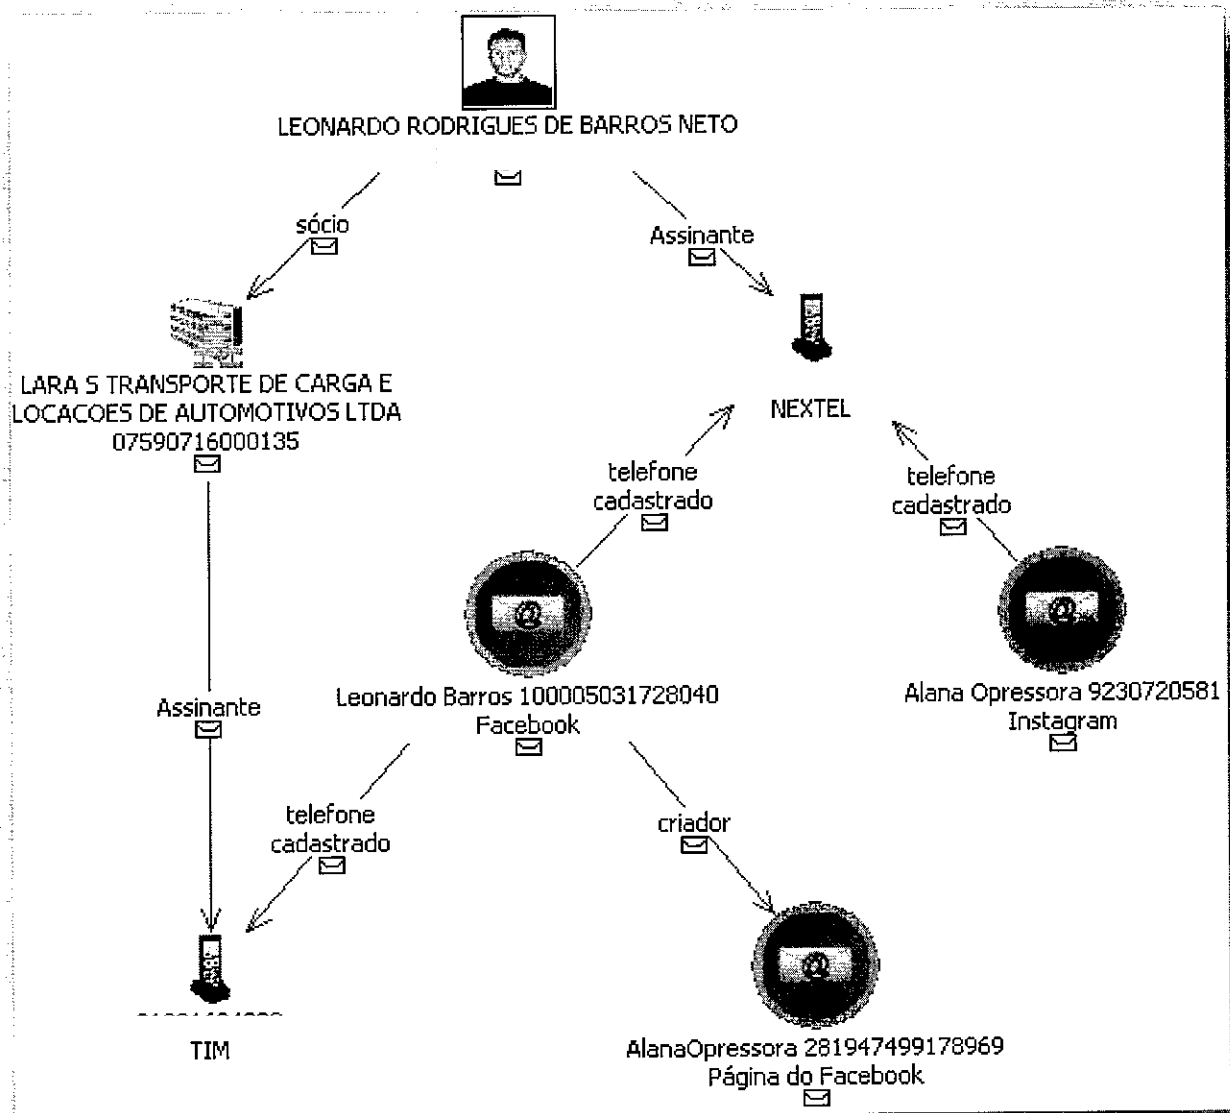 LEONARDO RODRIGUES DE BARROS NETO
sócio
Assinante
LARA S TRANSPORTE DE CARGA E
LOCACOES DE AUTOMOTIVOS LTDA
07590716000135
NEXTEL
telefone
cadastrado
telefone
cadastrado
Leonardo Barros 100005031728040
Facebook
Alana Opressora 9230720581
Instagram
Assinante
telefone
cadastrado
criador
TIM
AlanaOpressora 281947499178969
Página do Facebook